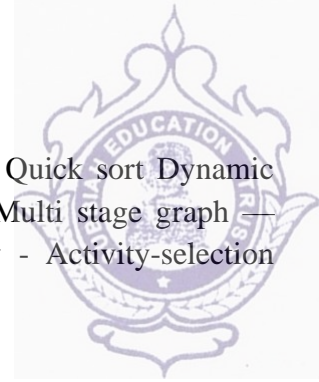 Quick sort Dynamic
Multi stage graph —
- Activity-selection
EDUCATION